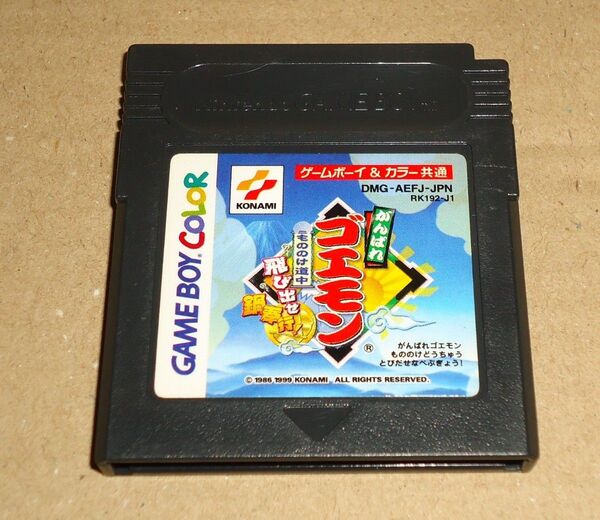 Nintendo GAME BOY
GAME BOY COLOR
KONAMI
ゲームボーイ & カラー共通
DMG-AEFJ-JPN
RK192-J1
がんばれ
ゴエモン
®
もののけ道中
飛び出せ
鍋奉行!
がんばれゴエモン
もののけどうちゅう
とびだせなべぶぎょう!
© 1986,1999 KONAMI ALL RIGHTS RESERVED.